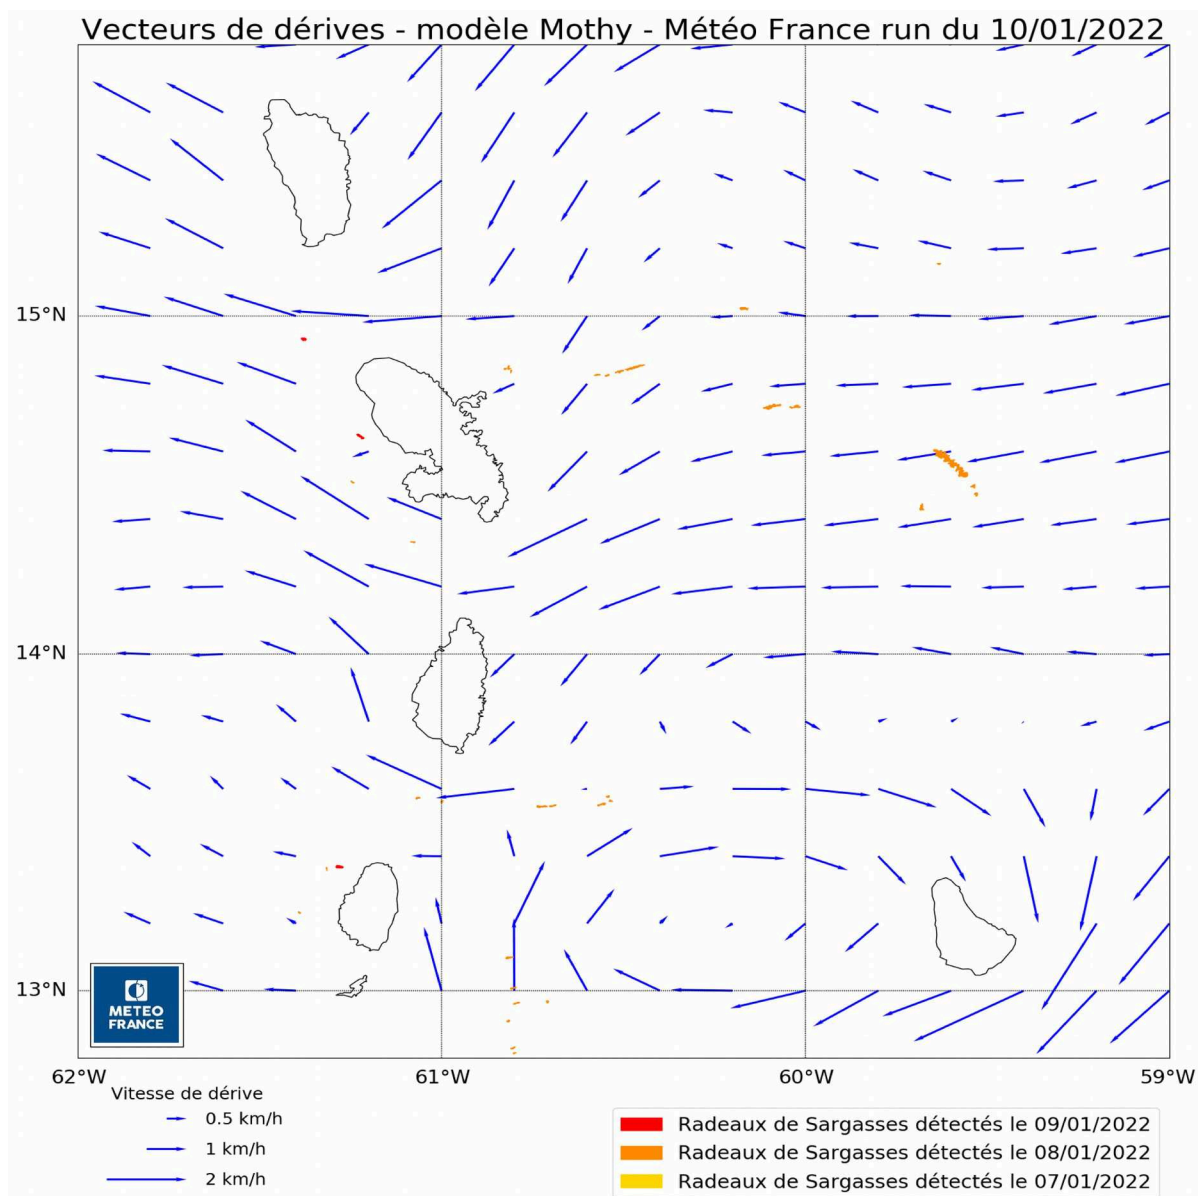 Vecteurs de dérives - modèle Mothy - Météo France run du 10/01/2022
15°N
14°N
13°N
METEO
FRANCE
62°W
61°W
60°W
59°W
Vitesse de dérive
0.5 km/h
1 km/h
2 km/h
Radeaux de Sargasses détectés le 09/01/2022
Radeaux de Sargasses détectés le 08/01/2022
Radeaux de Sargasses détectés le 07/01/2022